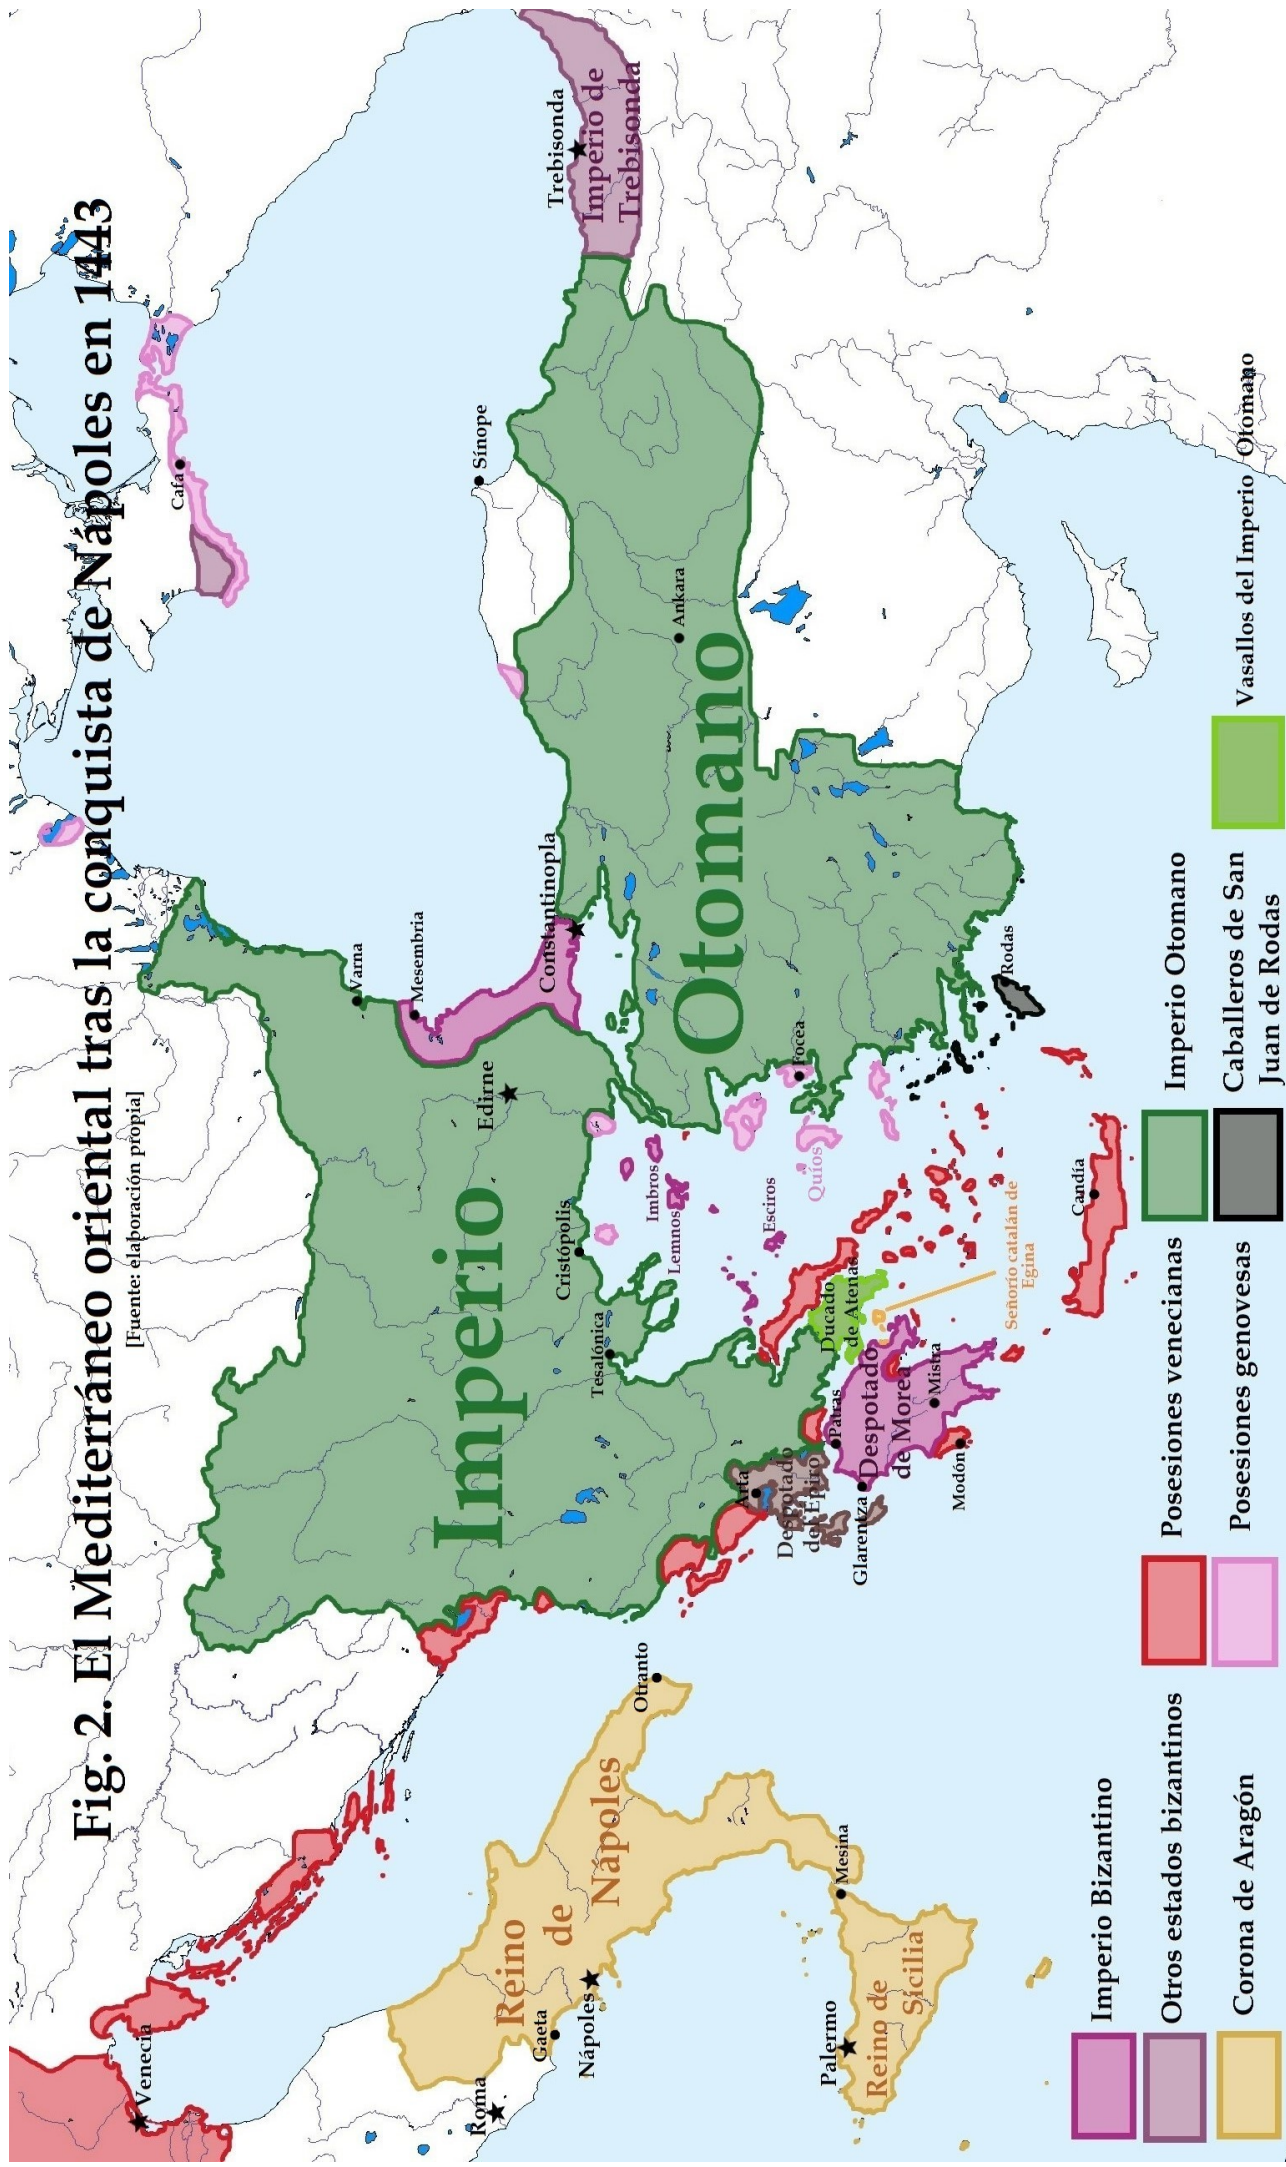 Fig. 2. El Mediterráneo oriental tras la conquista de Nápoles en 1443
[Fuente: elaboración propia]
Venecia
Roma
Gaeta
Nápoles
Reino
de
Nápoles
Otranto
Palermo
Reino de
Sicilia
Mesina
Imperio
Otomano
Varna
Mesembria
Constantinopla
Edirne
Cristópolis
Tesalónica
Cafa
Sínope
Ankara
Trebisonda
Imperio de
Trebisonda
Imbros
Lemnos
Esciros
Quíos
Focea
Rodas
Candía
Arta
Despotado
del Epiro
Ducado
de Atenas
Señorío catalán de
Egina
Patras
Despotado
de Morea
Mistra
Glarentza
Modón
Imperio Bizantino
Otros estados bizantinos
Corona de Aragón
Posesiones venecianas
Posesiones genovesas
Imperio Otomano
Caballeros de San
Juan de Rodas
Vasallos del Imperio Otomano